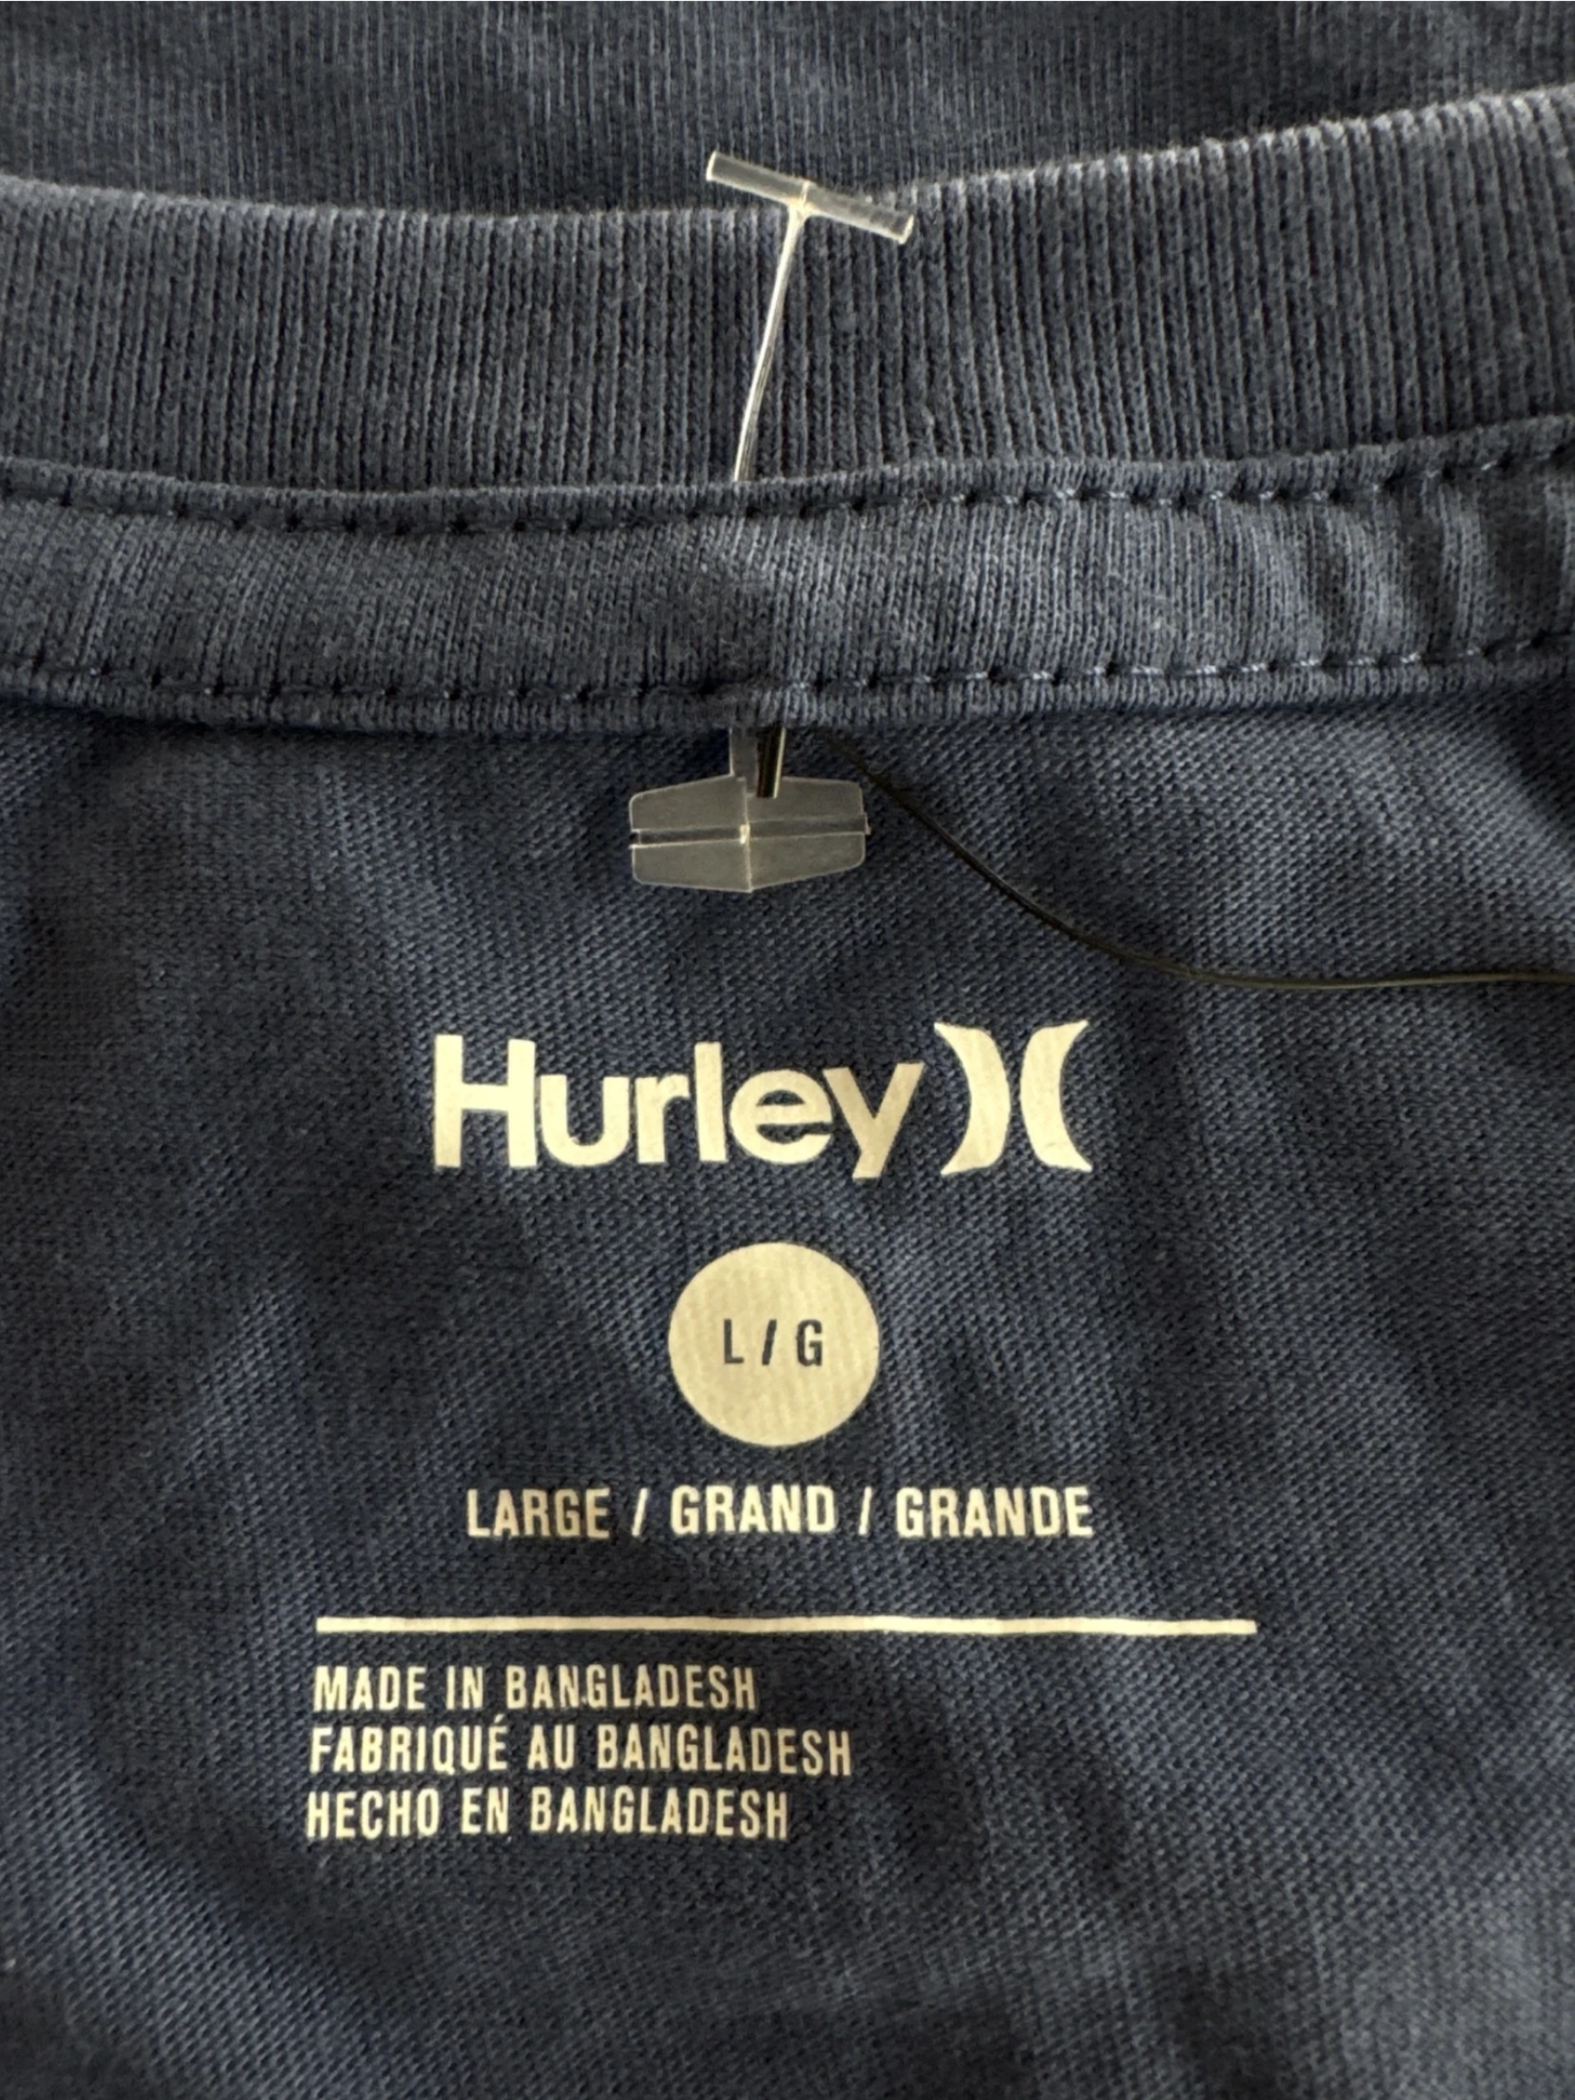 Hurley
L / G
LARGE / GRAND / GRANDE
MADE IN BANGLADESH
FABRIQUÉ AU BANGLADESH
HECHO EN BANGLADESH